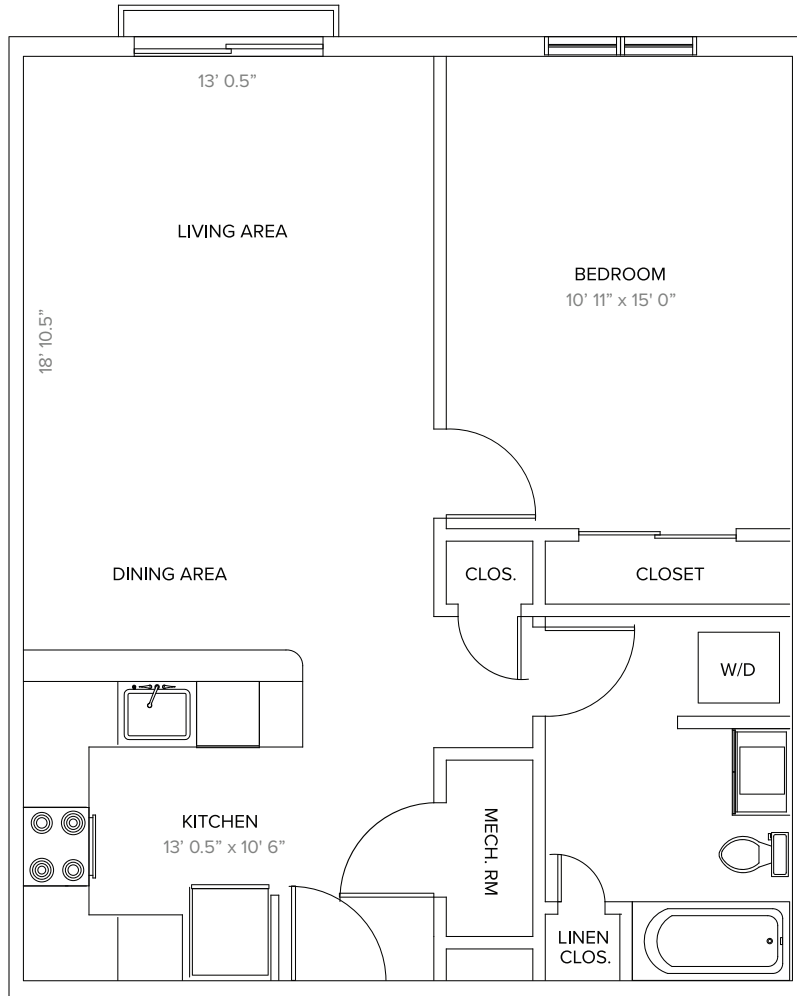 13’ 0.5”
LIVING AREA
BEDROOM
10’ 11” x 15' 0”
18’ 10.5”
DINING AREA
CLOS.
CLOSET
W/D
KITCHEN
13’ 0.5” x 10’ 6”
MECH. RM
LINEN
CLOS.